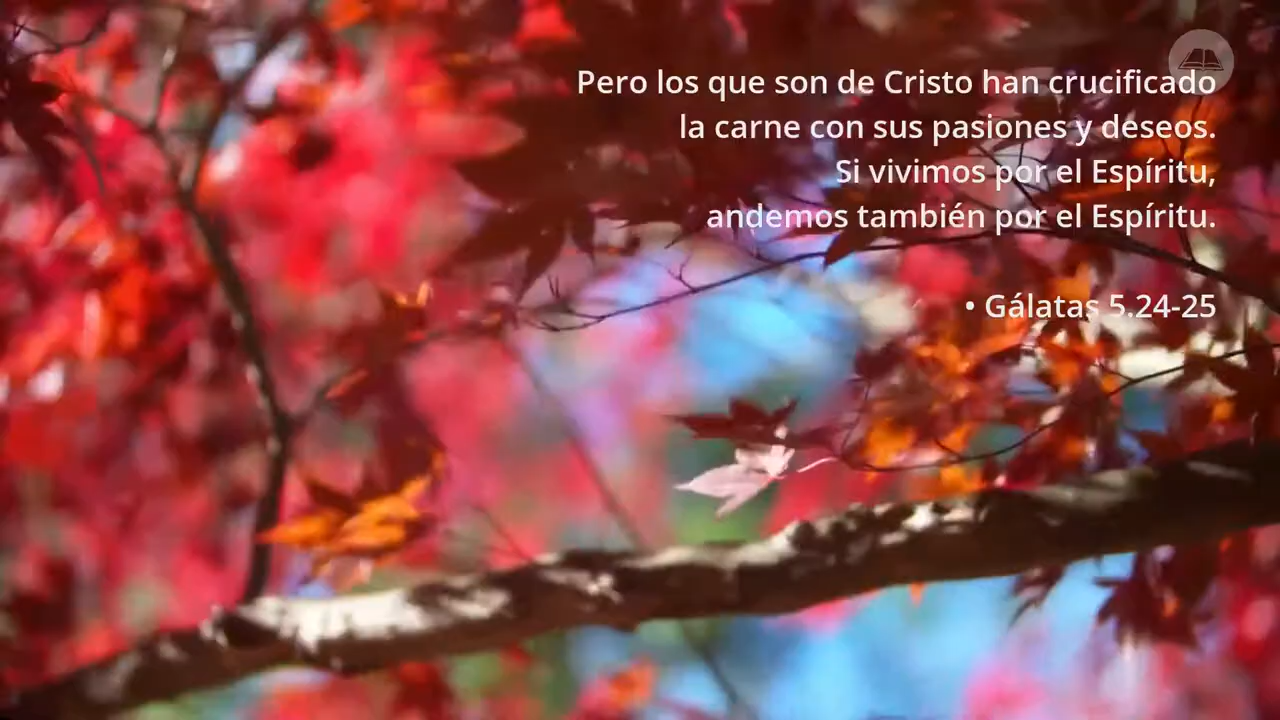 Pero los que son de Cristo han crucificado
la carne con sus pasiones y deseos.
Si vivimos por el Espíritu,
andemos también por el Espíritu.
• Gálatas 5.24-25